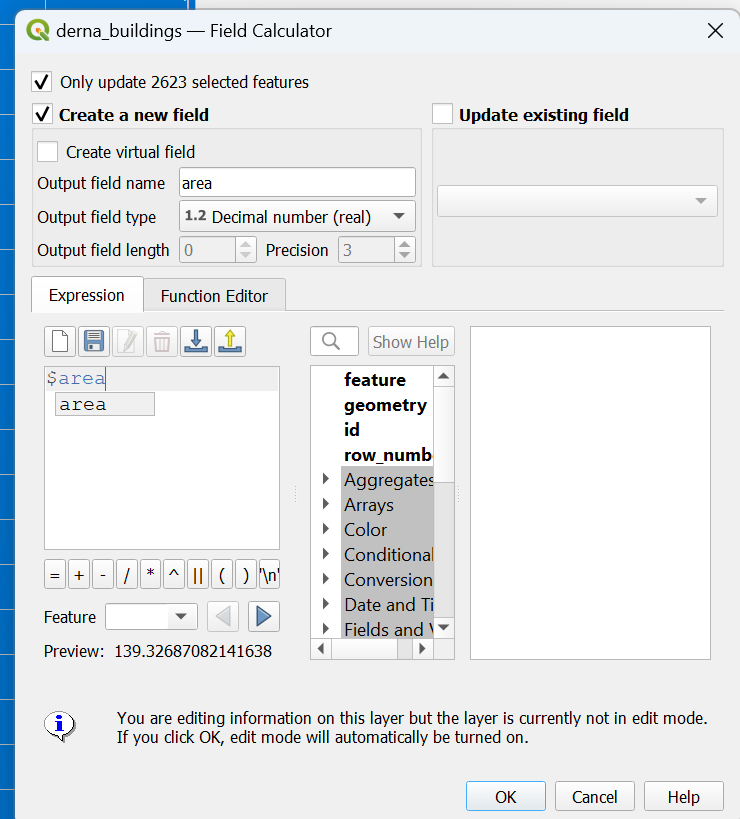 derna_buildings — Field Calculator
Only update 2623 selected features
Create a new field
Update existing field
Create virtual field
Output field name area
Output field type 1.2 Decimal number (real)
Output field length 0 Precision 3
Expression Function Editor
Show Help
$area
area
feature
geometry
id
row_numb
Aggregates
Arrays
Color
Conditional
Conversion
Date and Ti
Fields and V
= + - / * ^ || ( ) '\n'
Feature
Preview: 139.32687082141638
You are editing information on this layer but the layer is currently not in edit mode.
If you click OK, edit mode will automatically be turned on.
OK Cancel Help